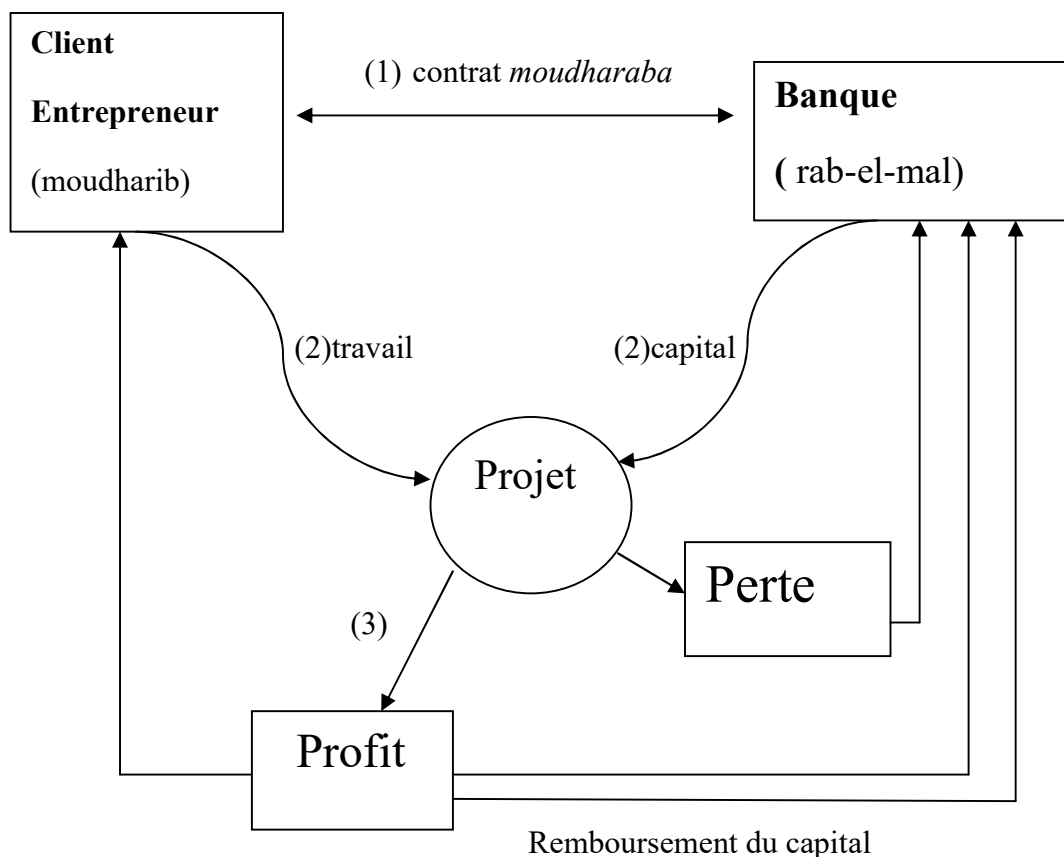 Client
Entrepreneur
(moudharib)
(1) contrat moudharaba
Banque
( rab-el-mal)
(2)travail
(2)capital
Projet
Perte
(3)
Profit
Remboursement du capital